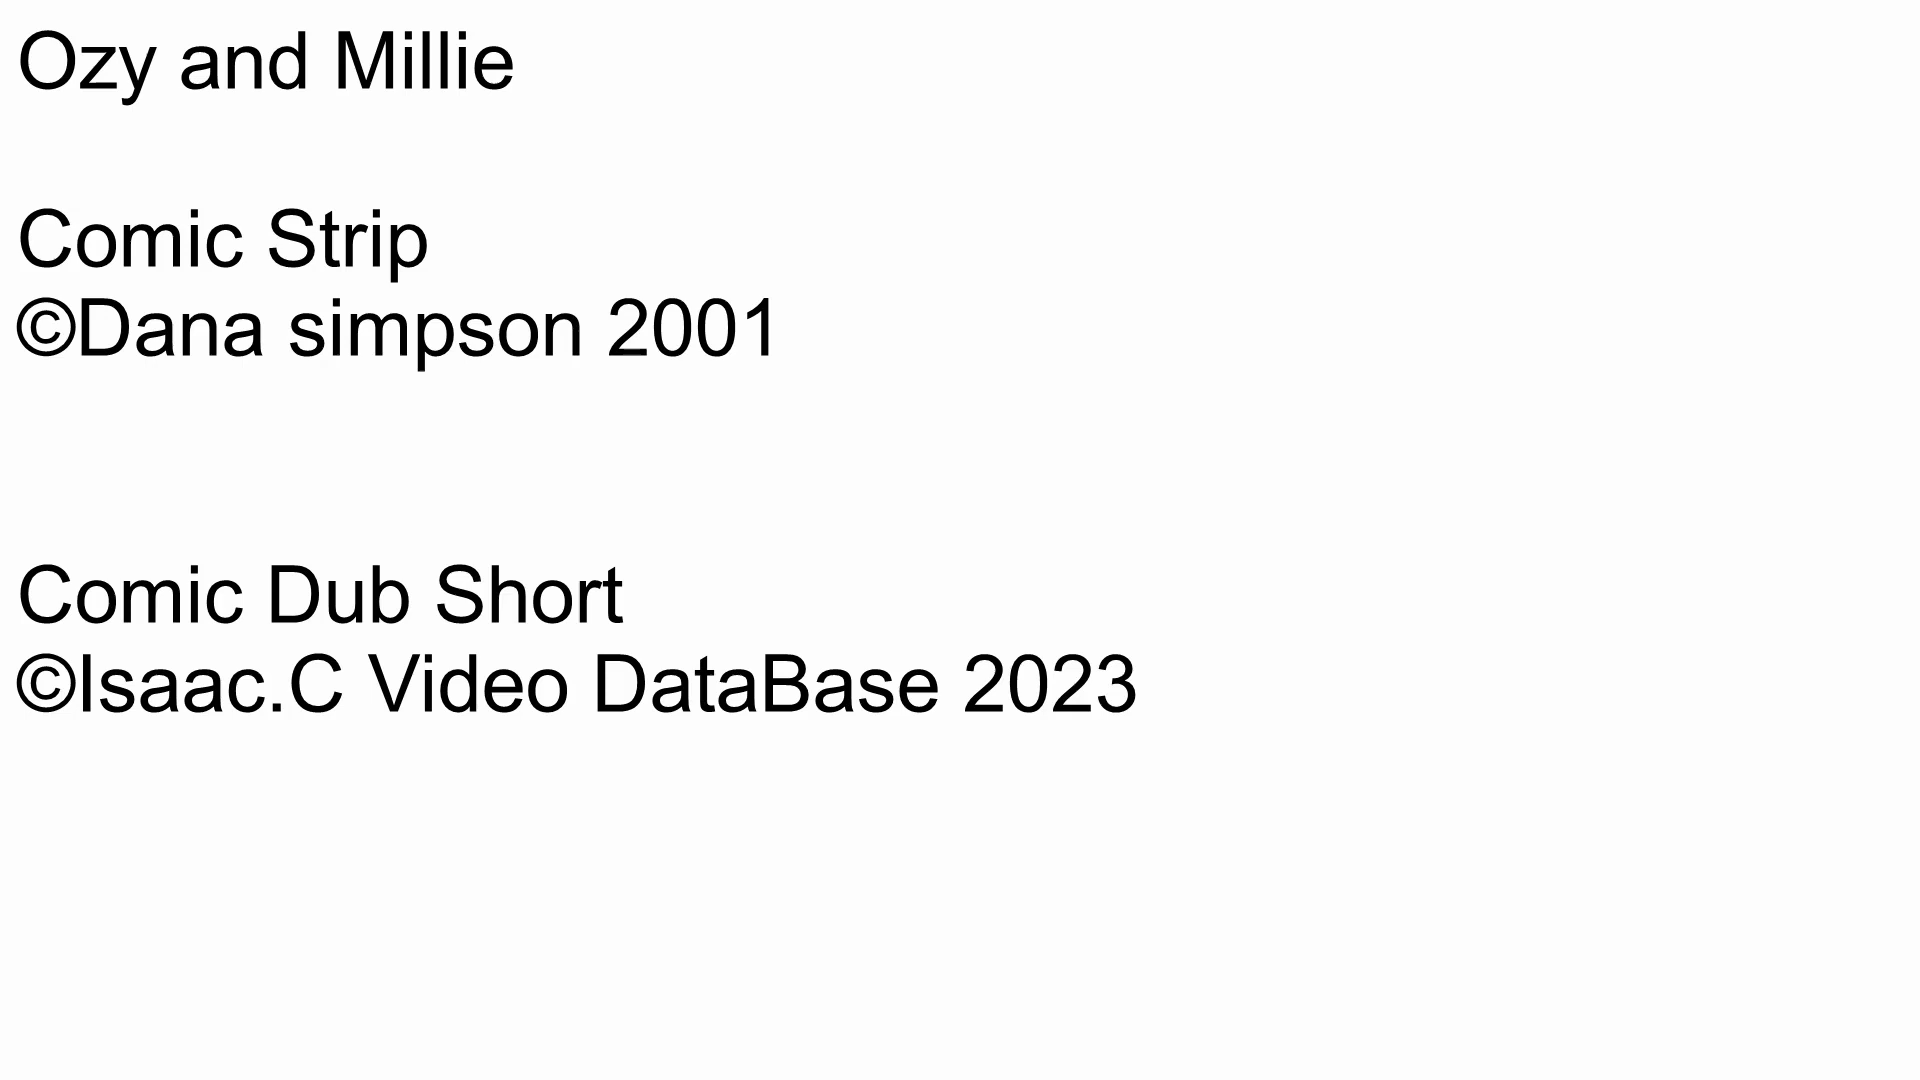 Ozy and Millie
Comic Strip
©Dana simpson 2001
Comic Dub Short
©Isaac.C Video DataBase 2023